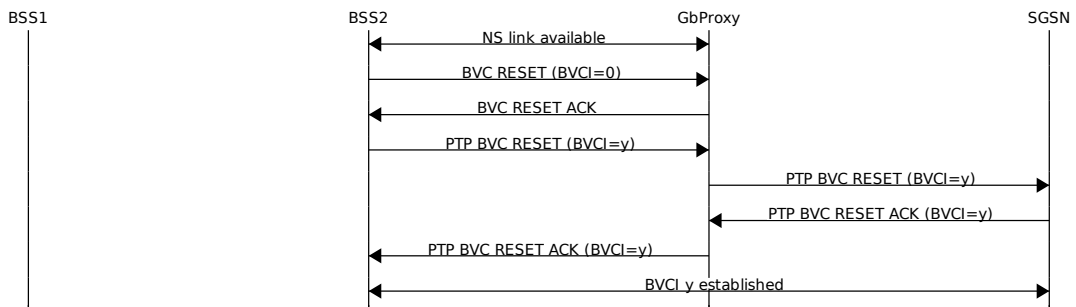 BSS1 BSS2 GbProxy SGSN
NS link available
BVC RESET (BVCI=0)
BVC RESET ACK
PTP BVC RESET (BVCI=y)
PTP BVC RESET (BVCI=y)
PTP BVC RESET ACK (BVCI=y)
PTP BVC RESET ACK (BVCI=y)
BVCI y established